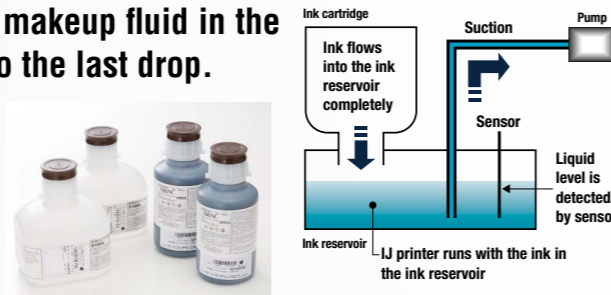 makeup fluid in the
o the last drop.
Ink cartridge
Ink flows
into the ink
reservoir
completely
Suction
Pump
Sensor
Liquid
level is
detected
by senso
Ink reservoir
IJ printer runs with the ink in
the ink reservoir